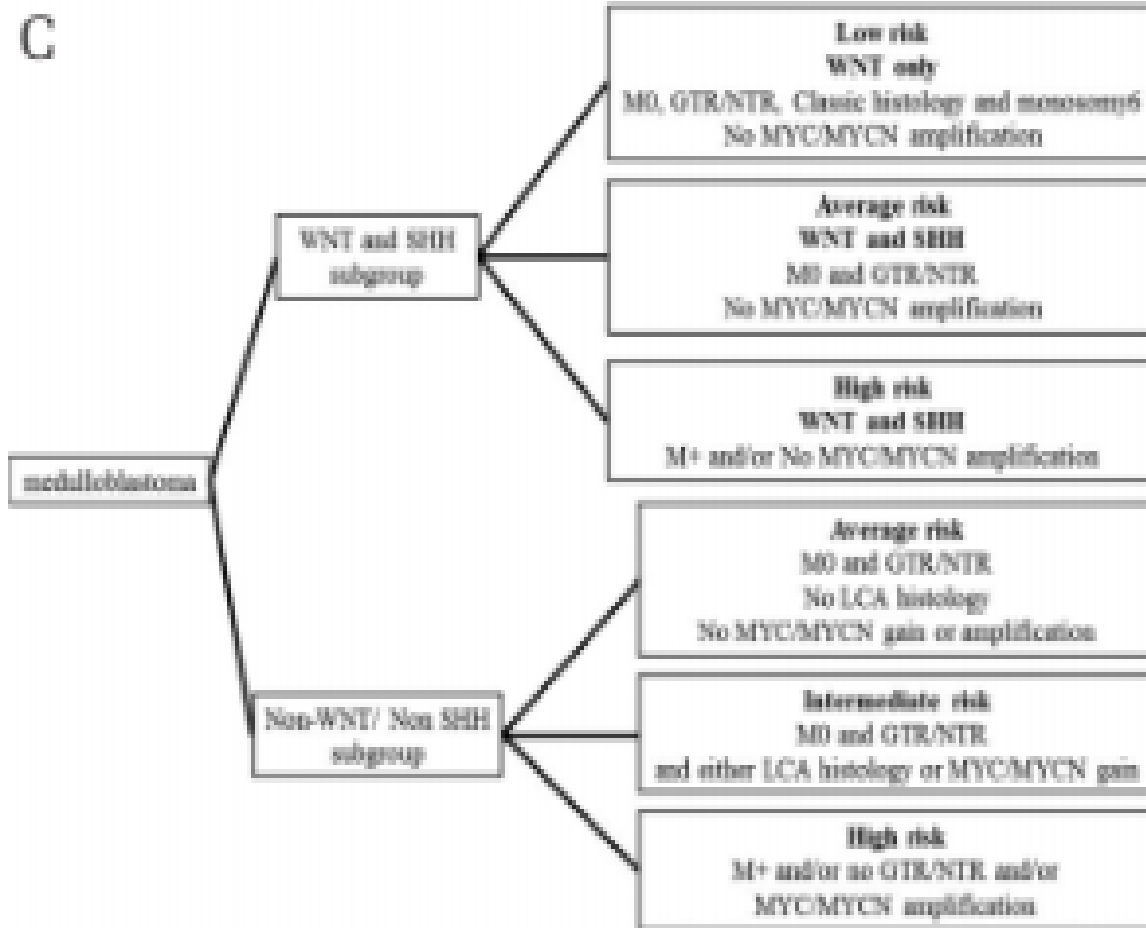 C
Low risk
WNT only
M0, GTR/NTR, Classic histology and monosomy6
No MYC/MYCN amplification
WNT and SHH
subgroup
Average risk
WNT and SHH
M0 and GTR/NTR
No MYC/MYCN amplification
High risk
WNT and SHH
M+ and/or No MYC/MYCN amplification
medulloblastoma
Average risk
M0 and GTR/NTR
No LCA histology
No MYC/MYCN gain or amplification
Non-WNT/ Non SHH
subgroup
Intermediate risk
M0 and GTR/NTR
and either LCA histology or MYC/MYCN gain
High risk
M+ and/or no GTR/NTR and/or
MYC/MYCN amplification